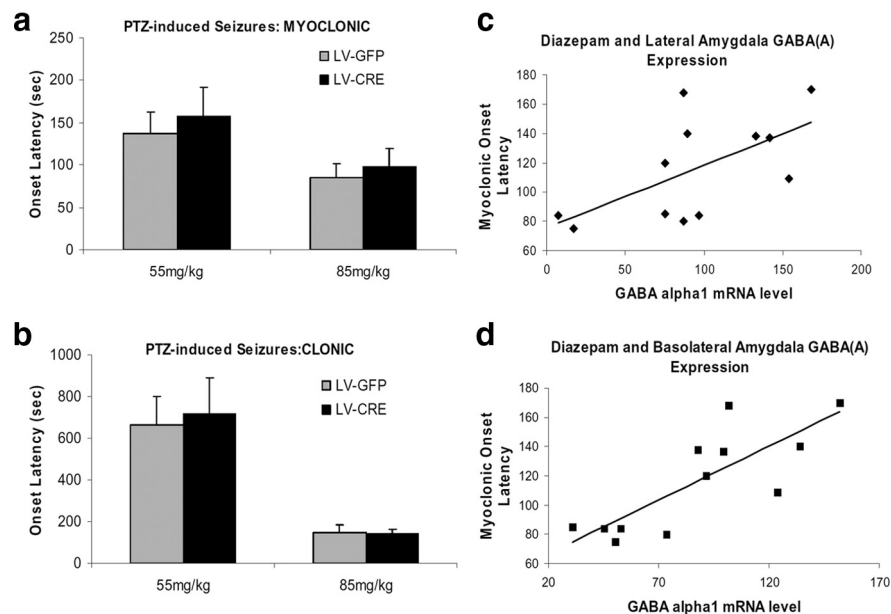 a
PTZ-induced Seizures: MYOCLONIC
Onset Latency (sec)
250
200
150
100
50
0
LV-GFP
LV-CRE
55mg/kg
85mg/kg
b
PTZ-induced Seizures:CLONIC
Onset Latency (sec)
1000
800
600
400
200
0
LV-GFP
LV-CRE
55mg/kg
85mg/kg
c
Diazepam and Lateral Amygdala GABA(A)
Expression
Myoclonic Onset
Latency
180
160
140
120
100
80
60
0
50
100
150
200
GABA alpha1 mRNA level
d
Diazepam and Basolateral Amygdala GABA(A)
Expression
Myoclonic Onset
Latency
180
160
140
120
100
80
60
20
70
120
170
GABA alpha1 mRNA level